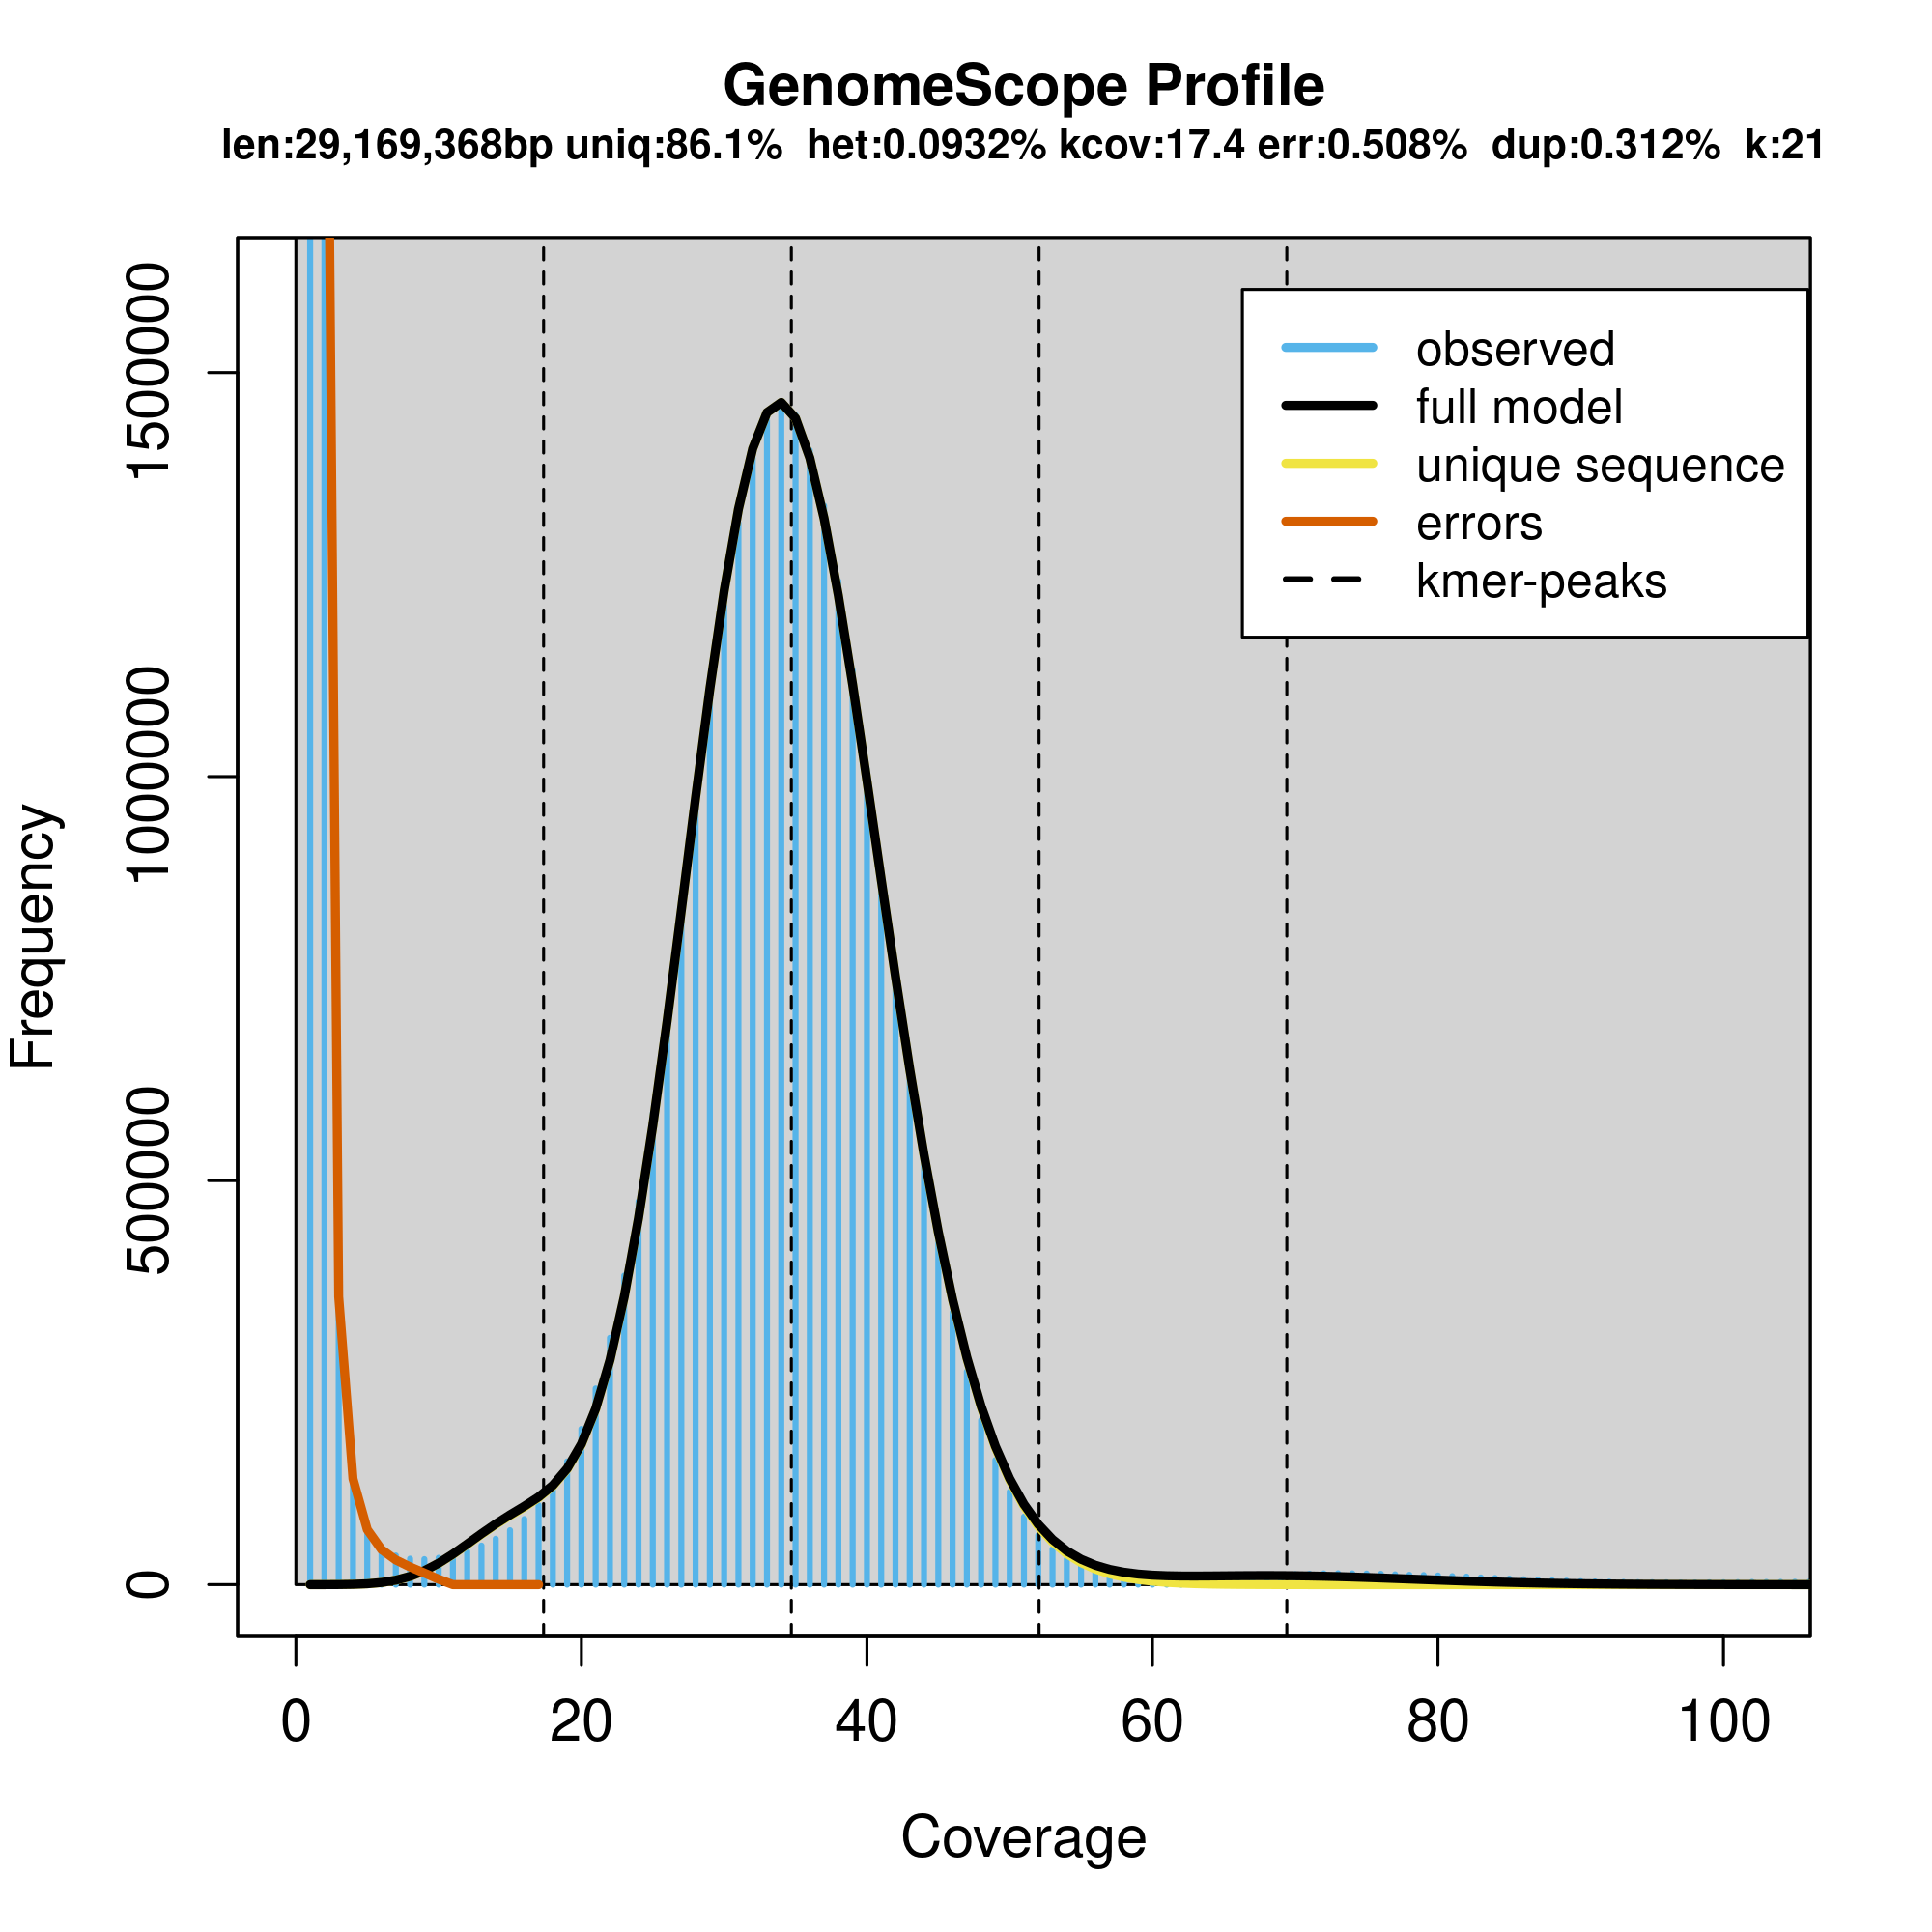 GenomeScope Profile
len:29,169,368bp uniq:86.1% het:0.0932% kcov:17.4 err:0.508% dup:0.312% k:21
observed
full model
unique sequence
errors
kmer-peaks
Frequency
1500000
1000000
500000
0
0 20 40 60 80 100
Coverage